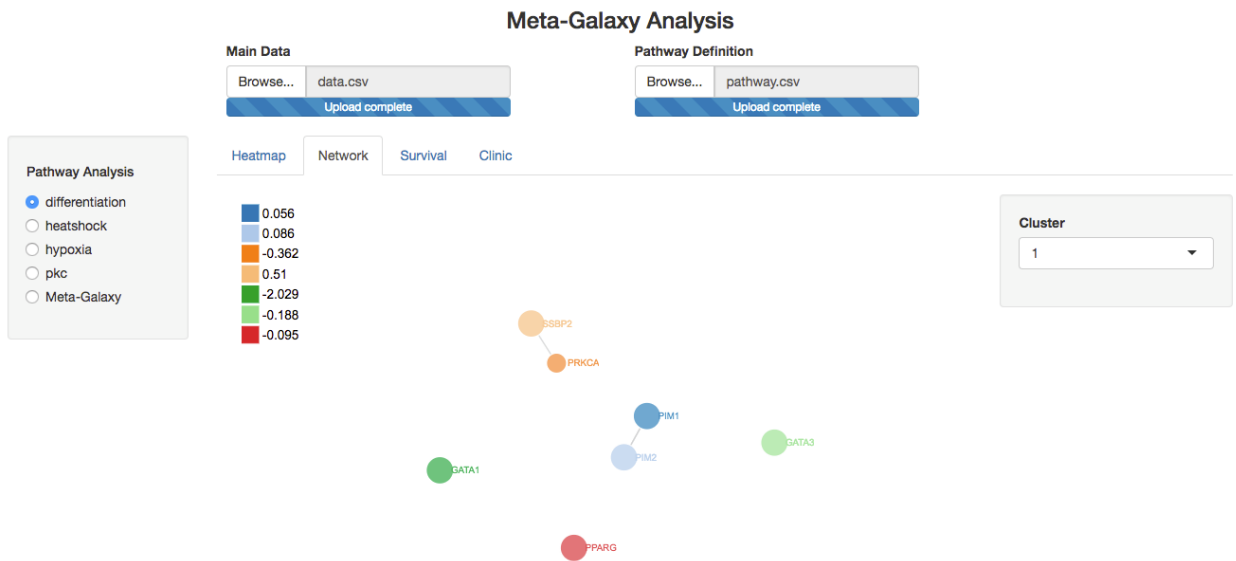 Meta-Galaxy Analysis
Main Data
Pathway Definition
Browse... data.csv
Browse... pathway.csv
Upload complete
Upload complete
Heatmap Network Survival Clinic
Pathway Analysis
differentiation
heatshock
hypoxia
pkc
Meta-Galaxy
0.056
0.086
-0.362
0.51
-2.029
-0.188
-0.095
Cluster
1
SSBP2
PRKCA
PIM1
GATA3
PIM2
GATA1
PPARG